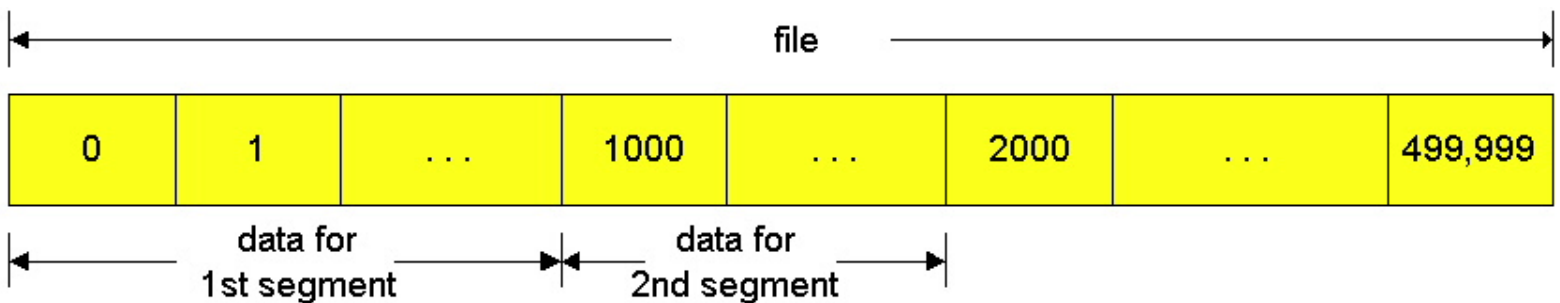 file
0 1 . . . 1000 . . . 2000 . . . 499,999
data for
1st segment
data for
2nd segment